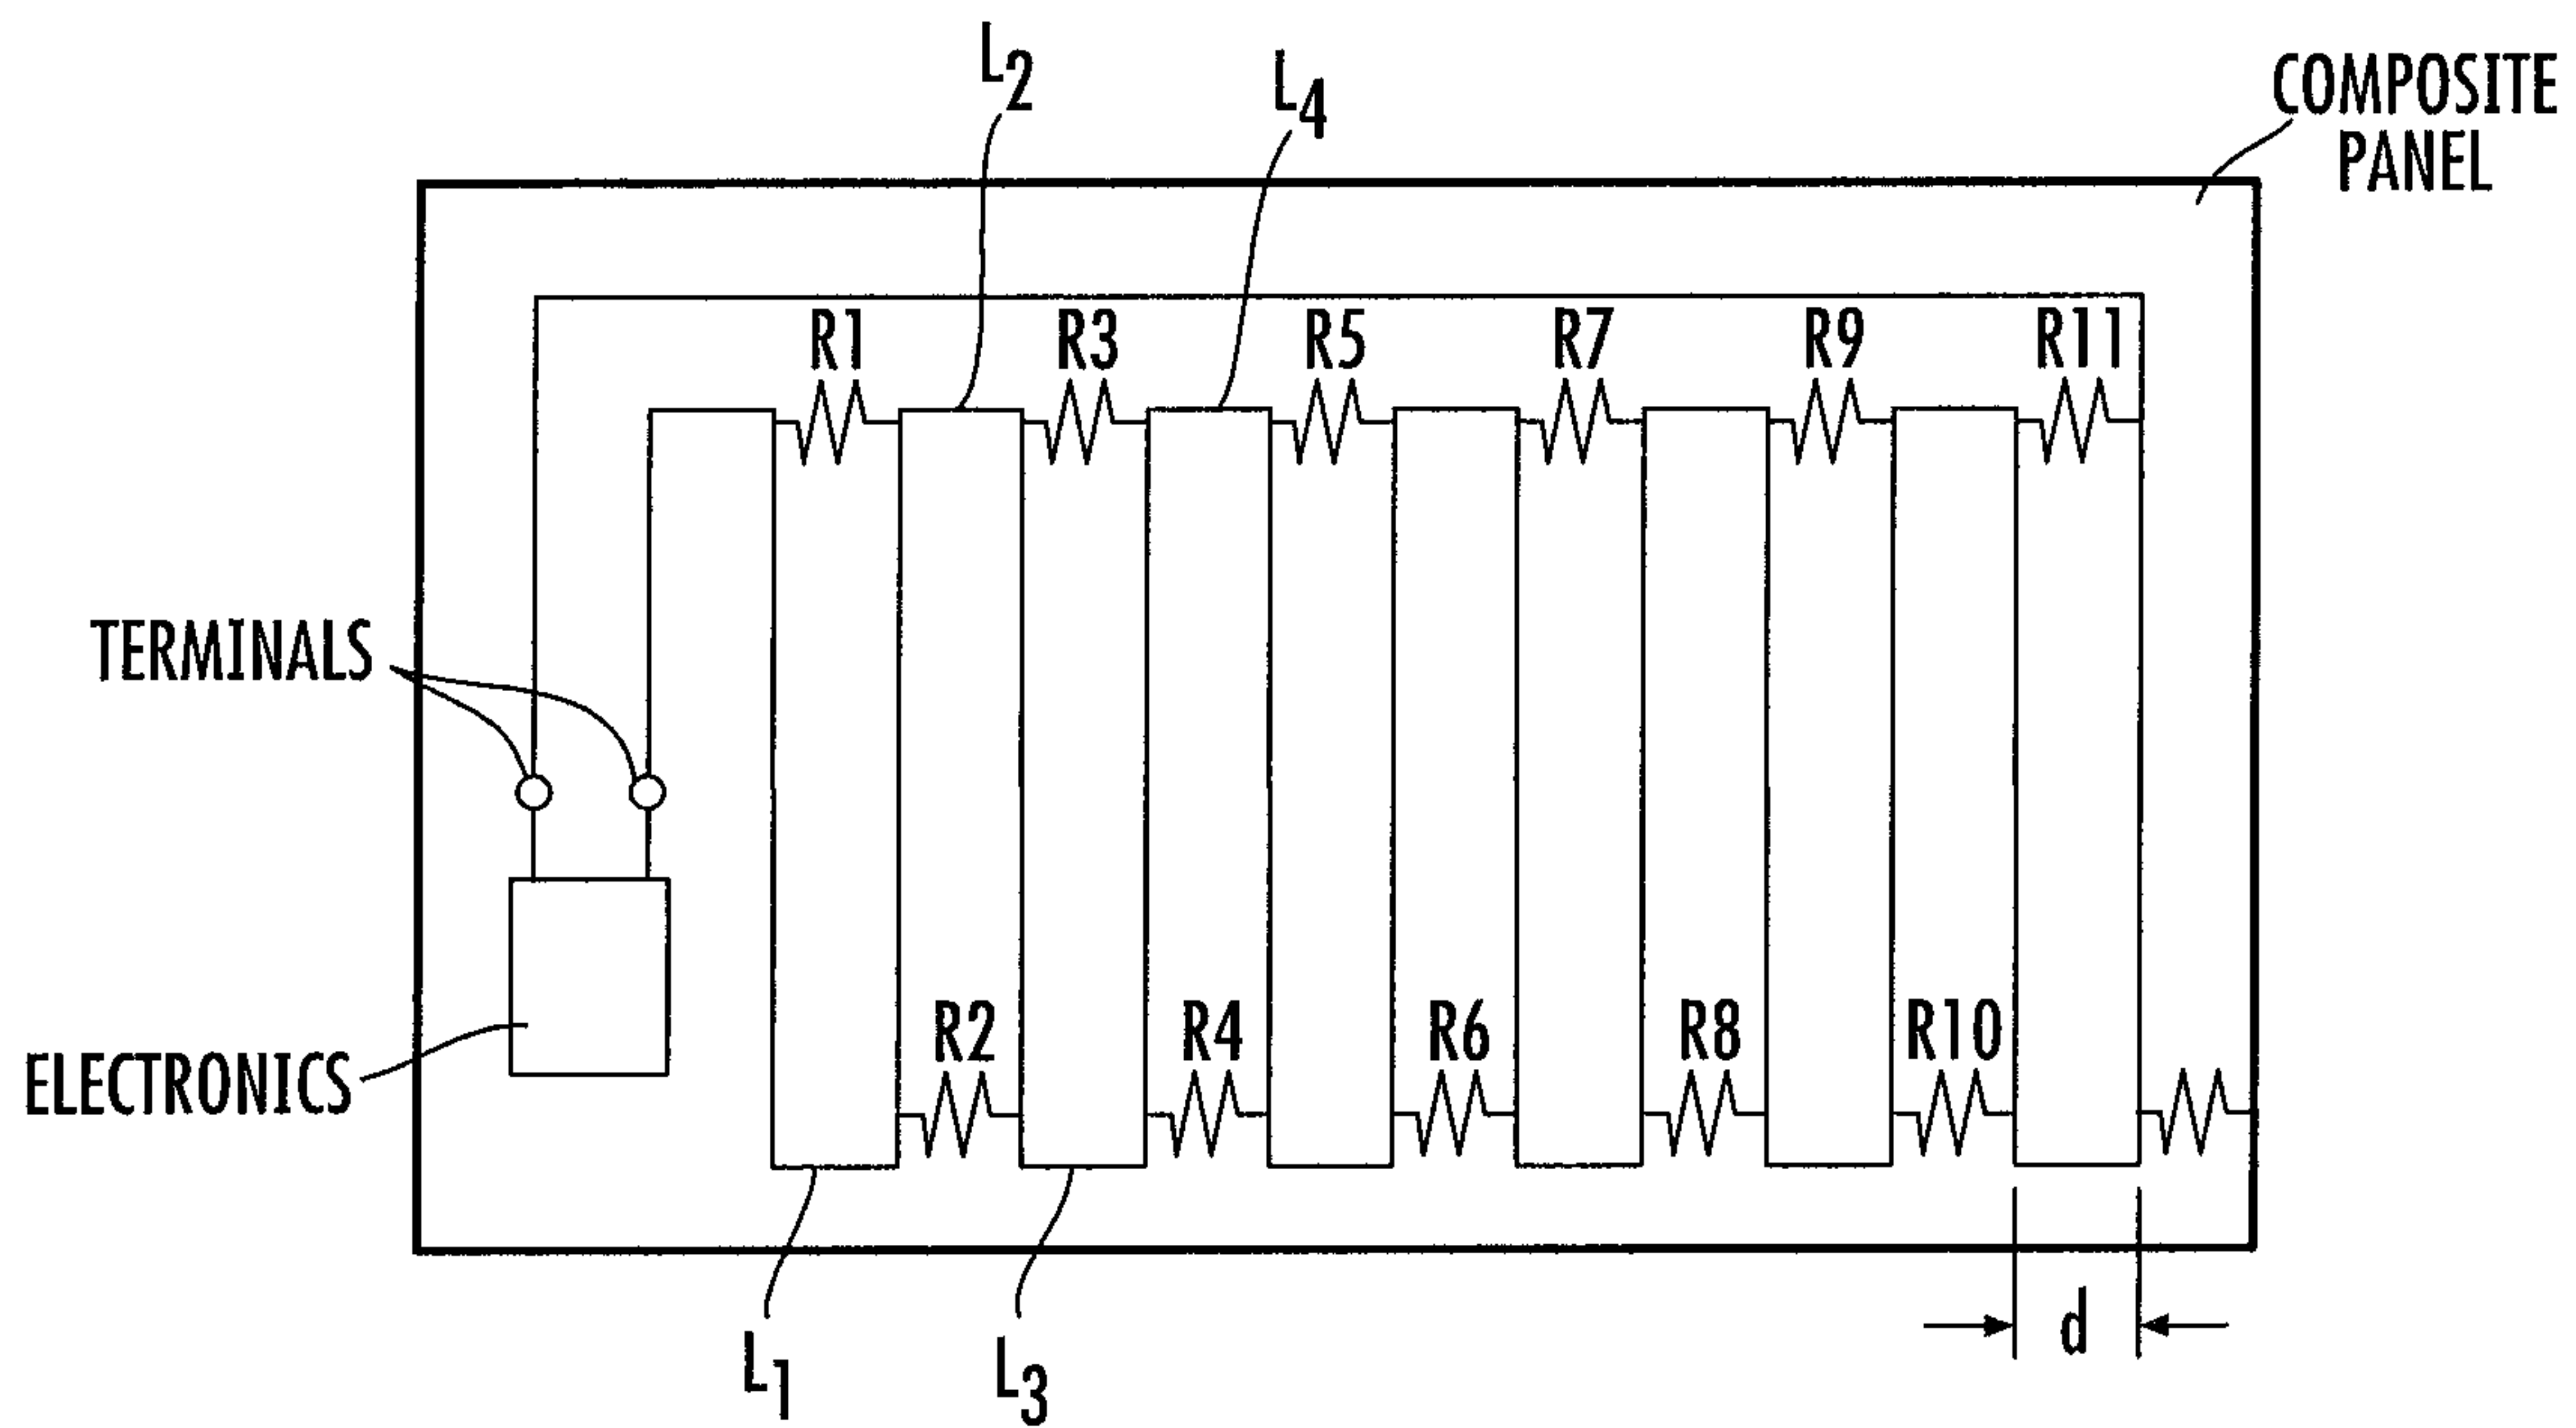 L2
L4
COMPOSITE
PANEL
R1
R3
R5
R7
R9
R11
TERMINALS
R2
R4
R6
R8
R10
ELECTRONICS
d
L1
L3